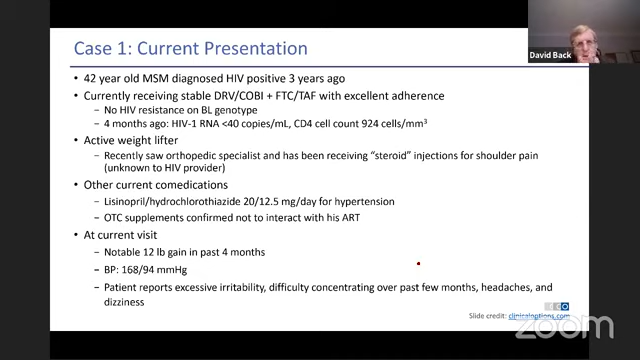 Case 1: Current Presentation
David Back
• 42 year old MSM diagnosed HIV positive 3 years ago
• Currently receiving stable DRV/COBI + FTC/TAF with excellent adherence
– No HIV resistance on BL genotype
– 4 months ago: HIV-1 RNA <40 copies/mL, CD4 cell count 924 cells/mm³
• Active weight lifter
– Recently saw orthopedic specialist and has been receiving “steroid” injections for shoulder pain
(unknown to HIV provider)
• Other current comedications
– Lisinopril/hydrochlorothiazide 20/12.5 mg/day for hypertension
– OTC supplements confirmed not to interact with his ART
• At current visit
– Notable 12 lb gain in past 4 months
– BP: 168/94 mmHg
– Patient reports excessive irritability, difficulty concentrating over past few months, headaches, and
dizziness
Slide credit: clinicaloptions.com
zoom